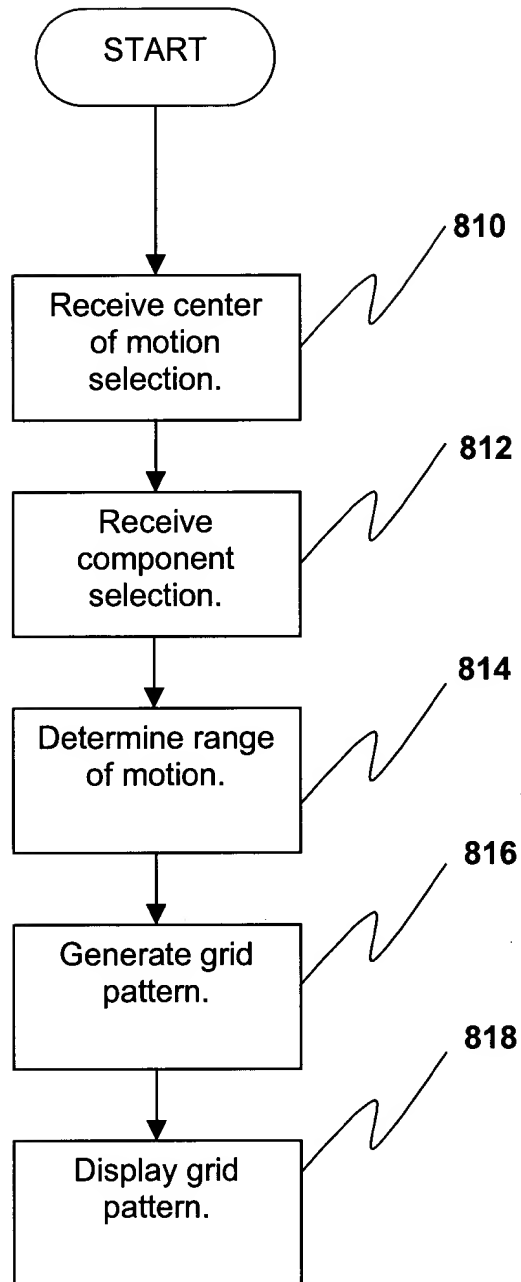 START
810
Receive center
of motion
selection.
812
Receive
component
selection.
814
Determine range
of motion.
816
Generate grid
pattern.
818
Display grid
pattern.